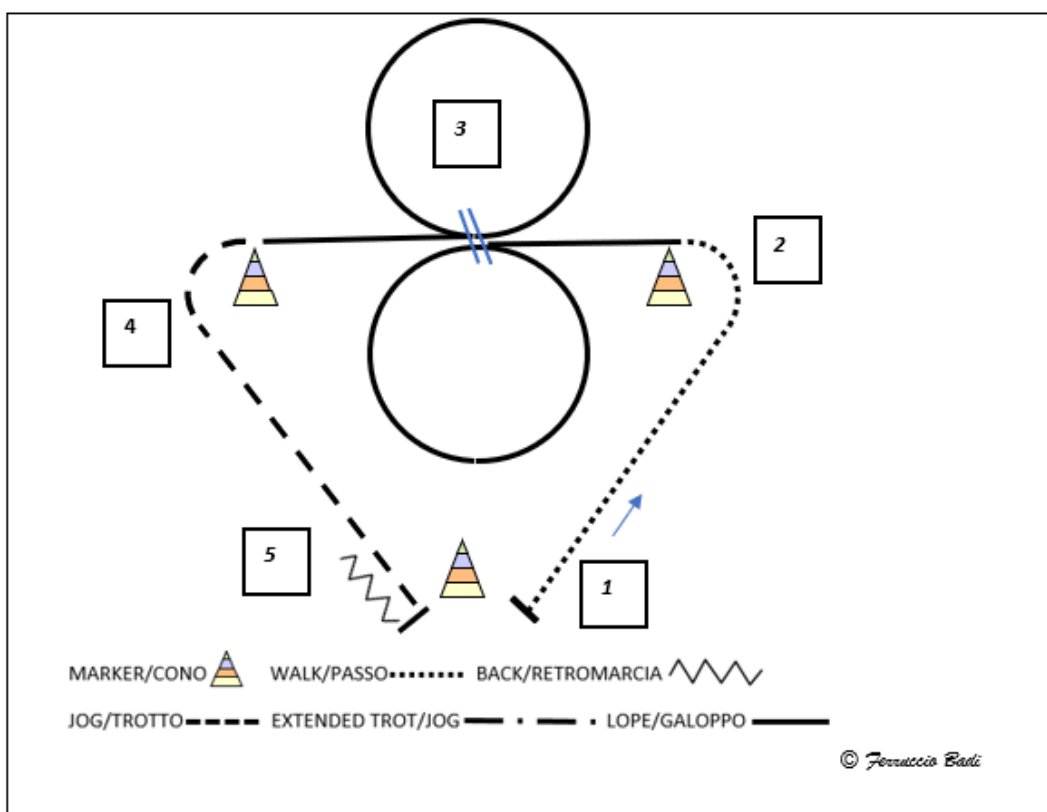 3
2
4
5
1
MARKER/CONO WALK/PASSO BACK/RETROMARCIA
JOG/TROTTO EXTENDED TROT/JOG LOPE/GALOPPO
© Ferruccio Badi